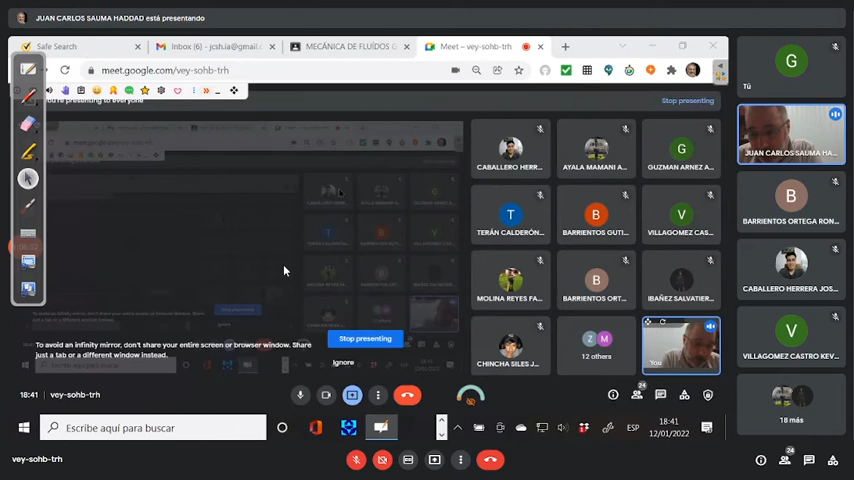 JUAN CARLOS SAUMA HADDAD está presentando
Safe Search
Inbox (6) - jcsh.ia@gmail.c
MECÁNICA DE FLUÍDOS G
Meet – vey-sohb-trh
meet.google.com/vey-sohb-trh
You're presenting to everyone
Stop presenting
G
Tú
CABALLERO HERR...
AYALA MAMANI A...
G
GUZMAN ARNEZ A...
JUAN CARLOS SAUMA HA...
T
TERÁN CALDERÓN...
B
BARRIENTOS GUTI...
V
VILLAGOMEZ CAS...
B
BARRIENTOS ORTEGA RON...
MOLINA REYES FA...
B
BARRIENTOS ORT...
IBAÑEZ SALVATIER...
CABALLERO HERRERA JOS...
To avoid an infinity mirror, don't share your entire screen or browser window. Share
just a tab or a different window instead.
Stop presenting
Ignore
CHINCHA SILES J...
Z M
12 others
You
V
VILLAGOMEZ CASTRO KEV...
18:41
vey-sohb-trh
24
18 más
Escribe aquí para buscar
ESP
18:41
12/01/2022
vey-sohb-trh
24